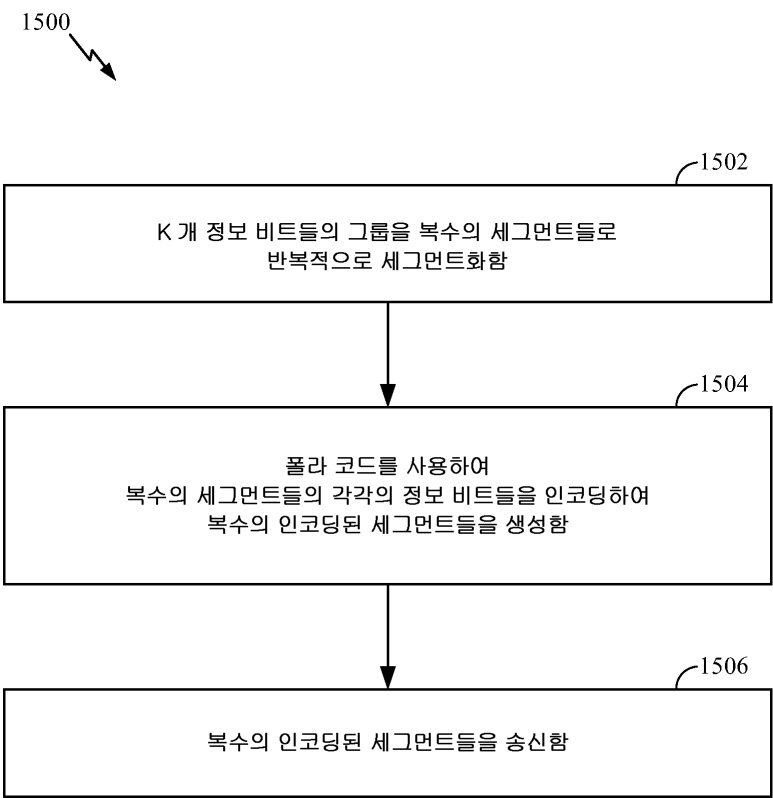 1500
1502
K 개 정보 비트들의 그룹을 복수의 세그먼트들로
반복적으로 세그먼트화함
1504
폴라 코드를 사용하여
복수의 세그먼트들의 각각의 정보 비트들을 인코딩하여
복수의 인코딩된 세그먼트들을 생성함
1506
복수의 인코딩된 세그먼트들을 송신함